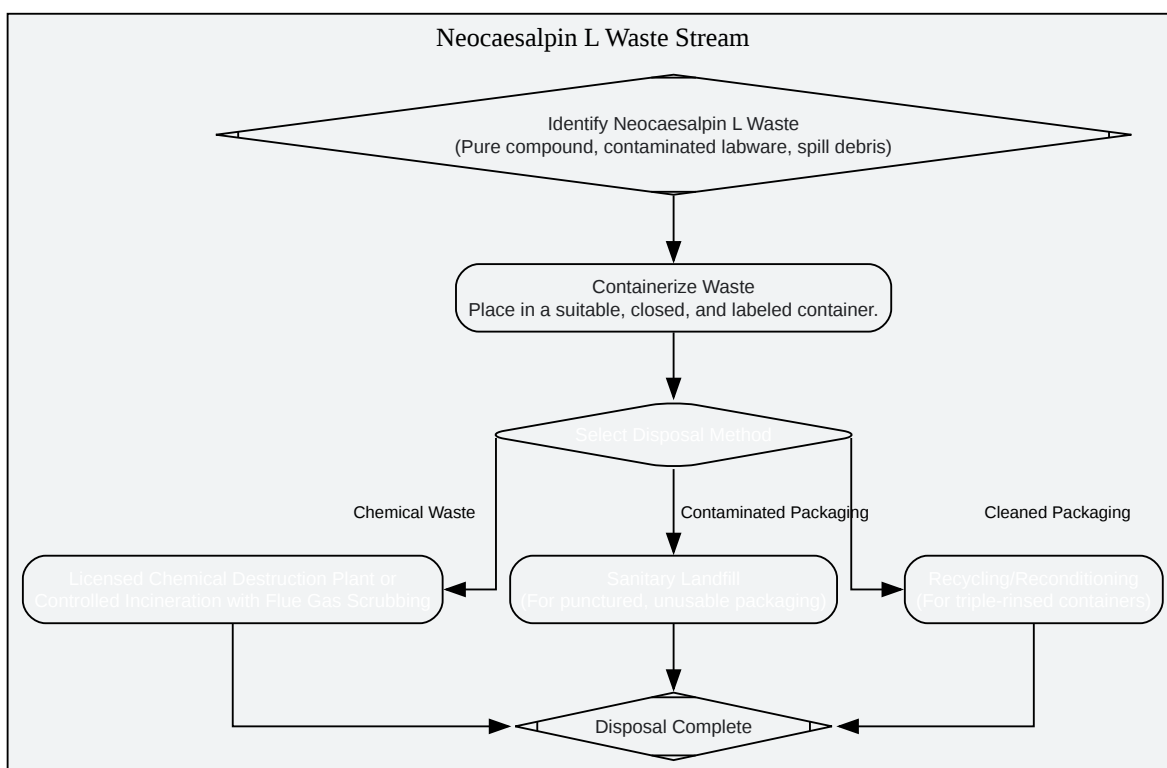 Neocaesalpin L Waste Stream
Identify Neocaesalpin L Waste
(Pure compound, contaminated labware, spill debris)
Containerize Waste
Place in a suitable, closed, and labeled container.
Select Disposal Method
Chemical Waste
Contaminated Packaging
Cleaned Packaging
Licensed Chemical Destruction Plant or
Controlled Incineration with Flue Gas Scrubbing
Sanitary Landfill
(For punctured, unusable packaging)
Recycling/Reconditioning
(For triple-rinsed containers)
Disposal Complete